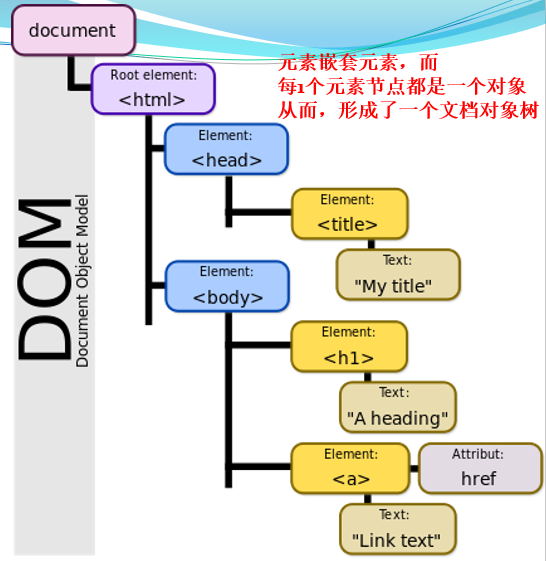 document
元素嵌套元素，而
每1个元素节点都是一个对象
从而，形成了一个文档对象树
Root element:
<html>
Element:
<head>
Element:
<title>
Text:
"My title"
DOM
Document Object Model
Element:
<body>
Element:
<h1>
Text:
"A heading"
Element:
<a>
Attribut:
href
Text:
"Link text"